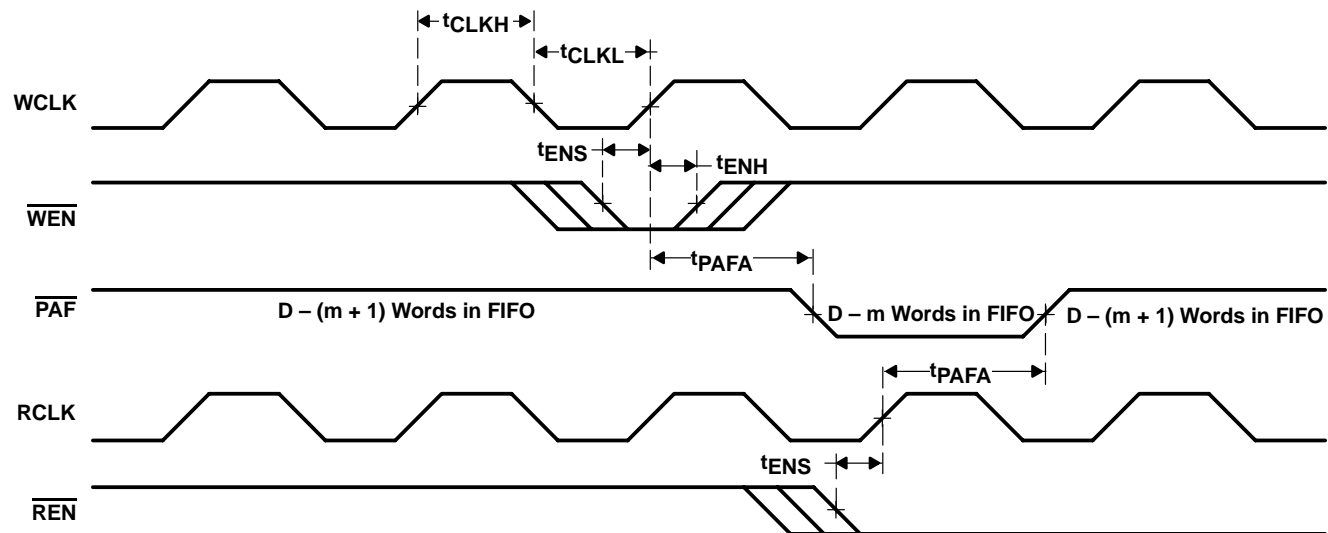 tCLKH
tCLKL
WCLK
tENS
tENH
WEN
tPAFA
PAF
D – (m + 1) Words in FIFO
D – m Words in FIFO
D – (m + 1) Words in FIFO
tPAFA
RCLK
tENS
REN